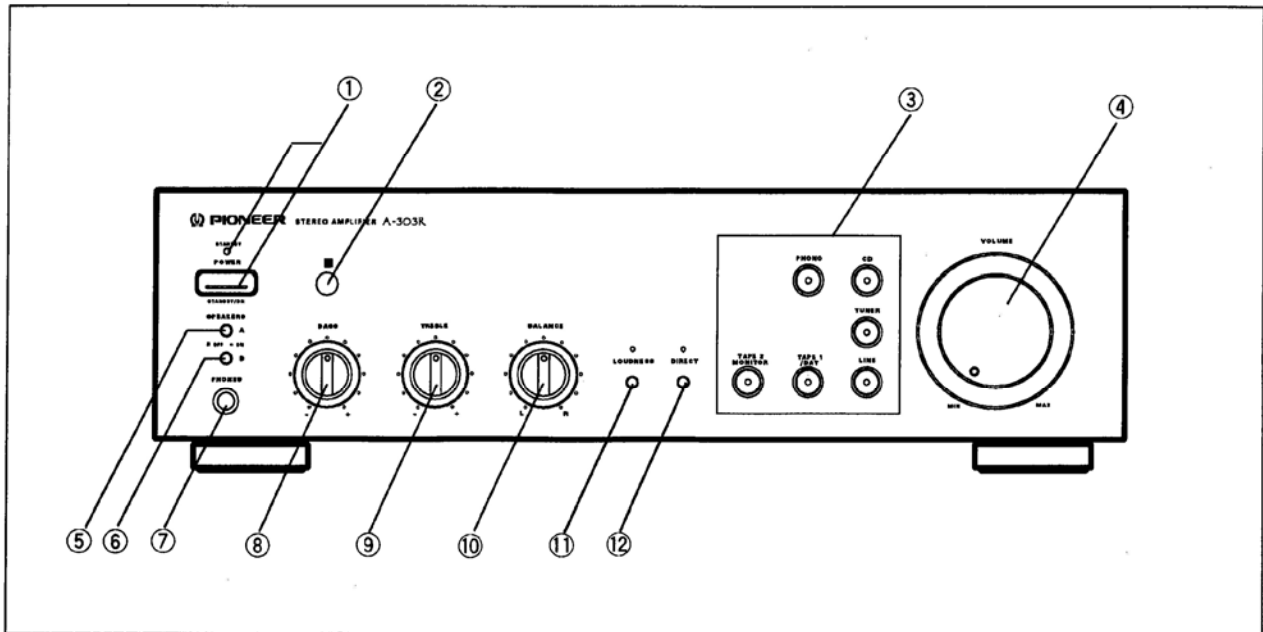 ① ② ③ ④
PIONEER STEREO AMPLIFIER A-303R
STANDBY
POWER
STANDBY/ON
SPEAKERS
A
OFF ON
B
PHONES
BASS
- +
TREBLE
- +
BALANCE
L R
LOUDNESS
DIRECT
PHONO
CD
TUNER
TAPE 2
MONITOR
TAPE 1
/DAT
LINE
VOLUME
MIN
MAX
⑤ ⑥ ⑦ ⑧ ⑨ ⑩ ⑪ ⑫